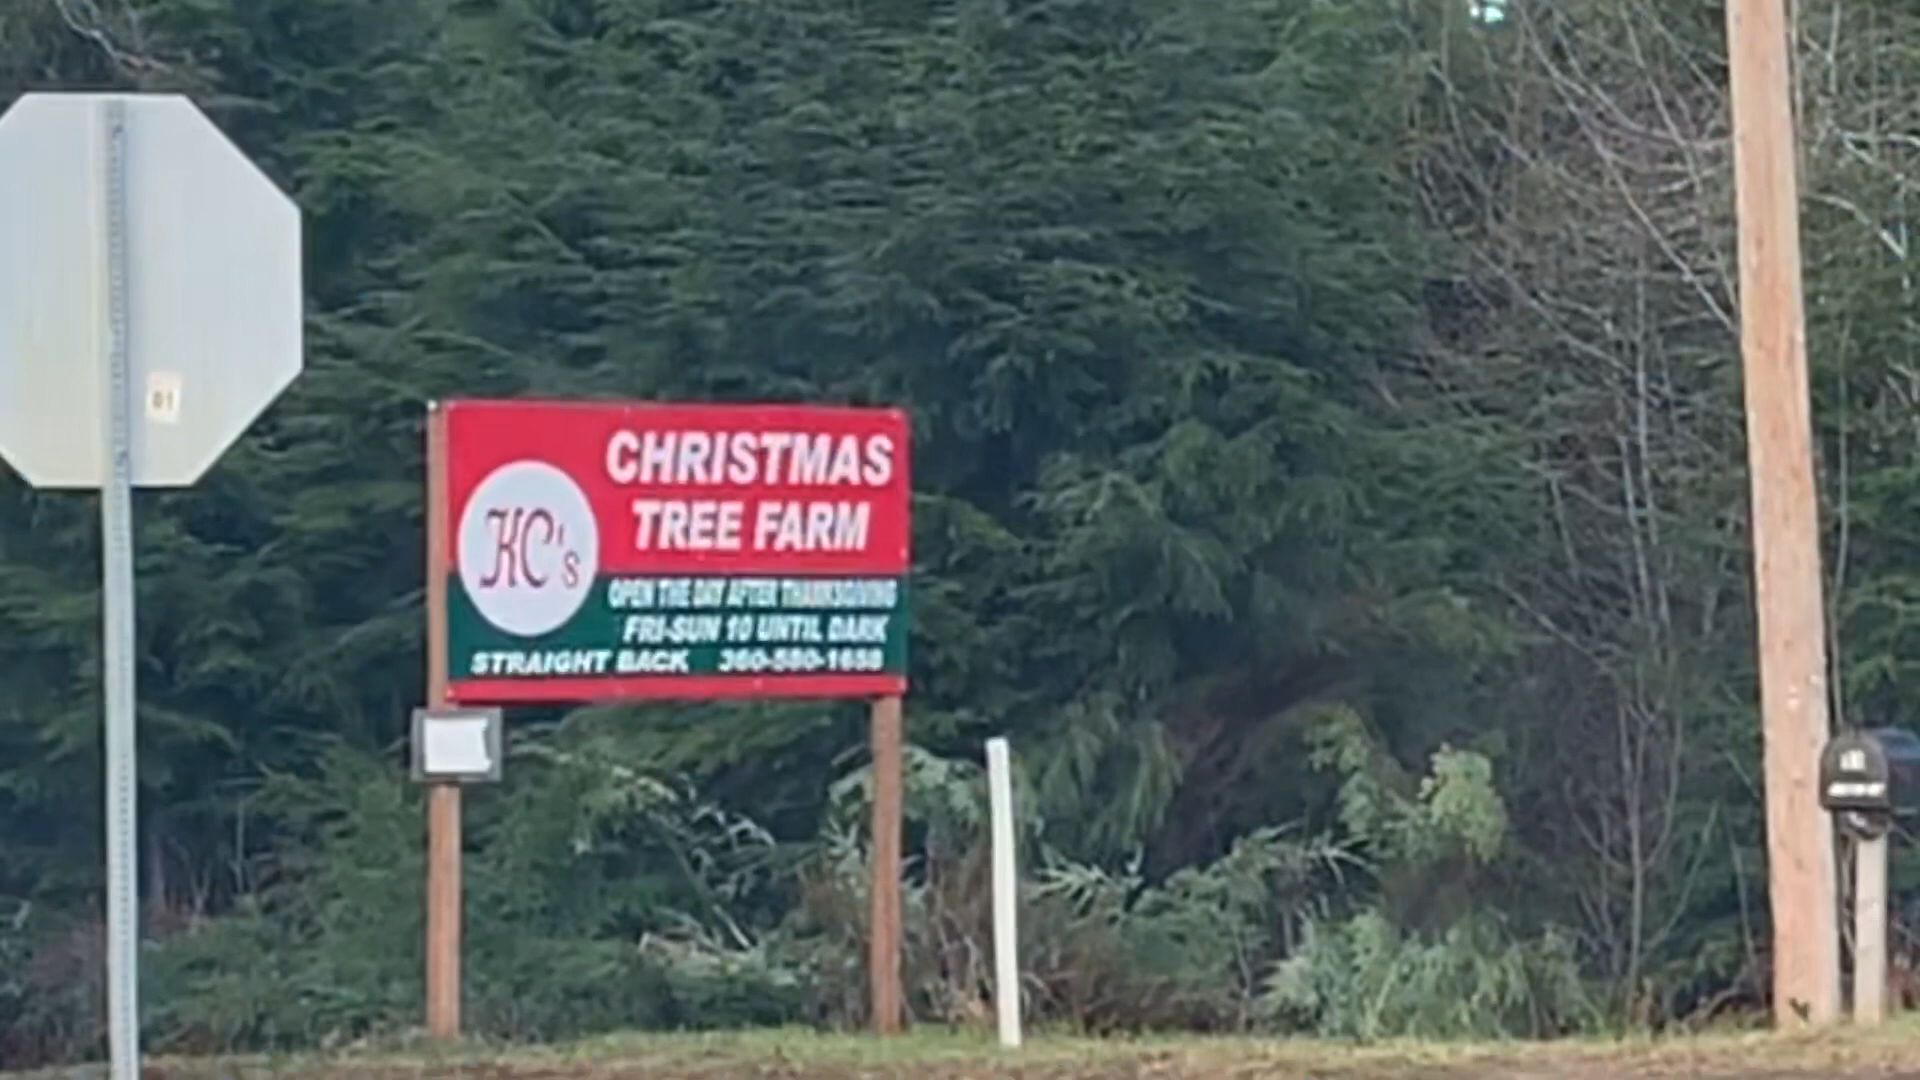 CHRISTMAS
TREE FARM
KC's
OPEN THE DAY AFTER THANKSGIVING
FRI-SUN 10 UNTIL DARK
STRAIGHT BACK 360-580-1658